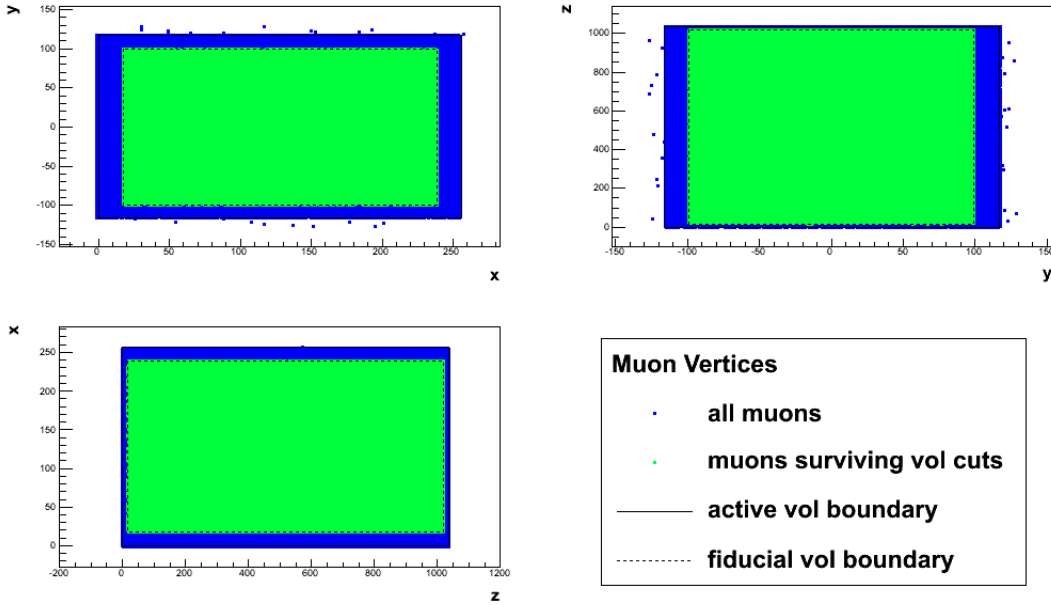 y
150
100
50
0
-50
-100
-150
0 50 100 150 200 250
x
z
1000
800
600
400
200
0
-150 -100 -50 0 50 100 150
y
x
250
200
150
100
50
0
-200 0 200 400 600 800 1000 1200
z
Muon Vertices
all muons
muons surviving vol cuts
active vol boundary
fiducial vol boundary